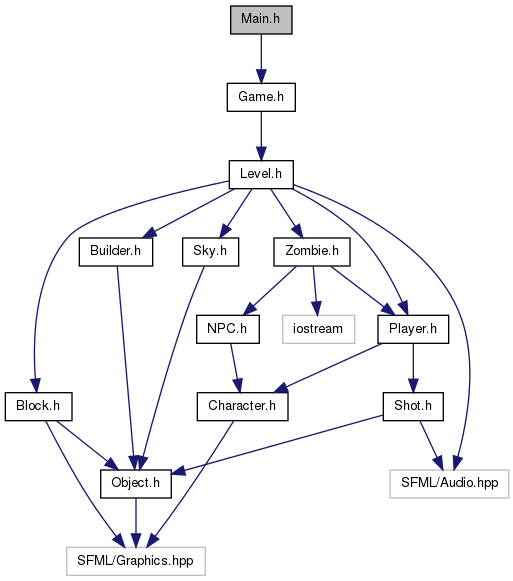 Main.h
Game.h
Level.h
Builder.h
Sky.h
Zombie.h
NPC.h
iostream
Player.h
Block.h
Character.h
Shot.h
Object.h
SFML/Audio.hpp
SFML/Graphics.hpp